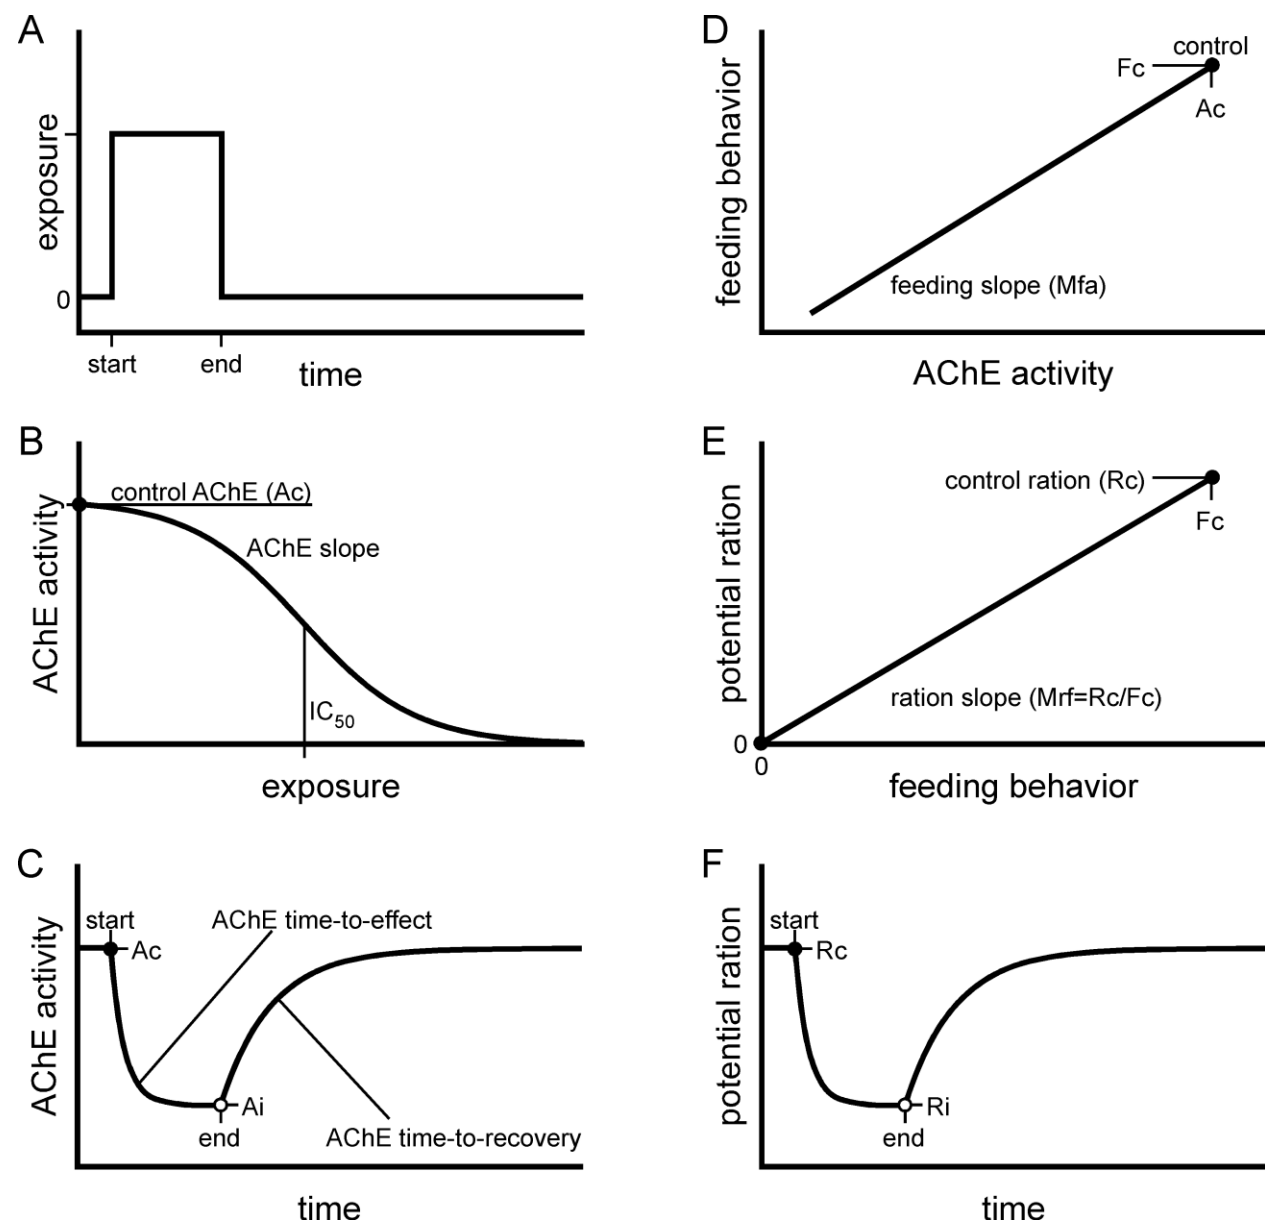 A
exposure
0
start
end
time
B
control AChE (Ac)
AChE slope
AChE activity
IC50
exposure
C
start
AChE time-to-effect
Ac
AChE activity
Ai
end
AChE time-to-recovery
time
D
control
Fc
Ac
feeding behavior
feeding slope (Mfa)
AChE activity
E
control ration (Rc)
Fc
potential ration
ration slope (Mrf=Rc/Fc)
0
0
feeding behavior
F
start
Rc
potential ration
Ri
end
time